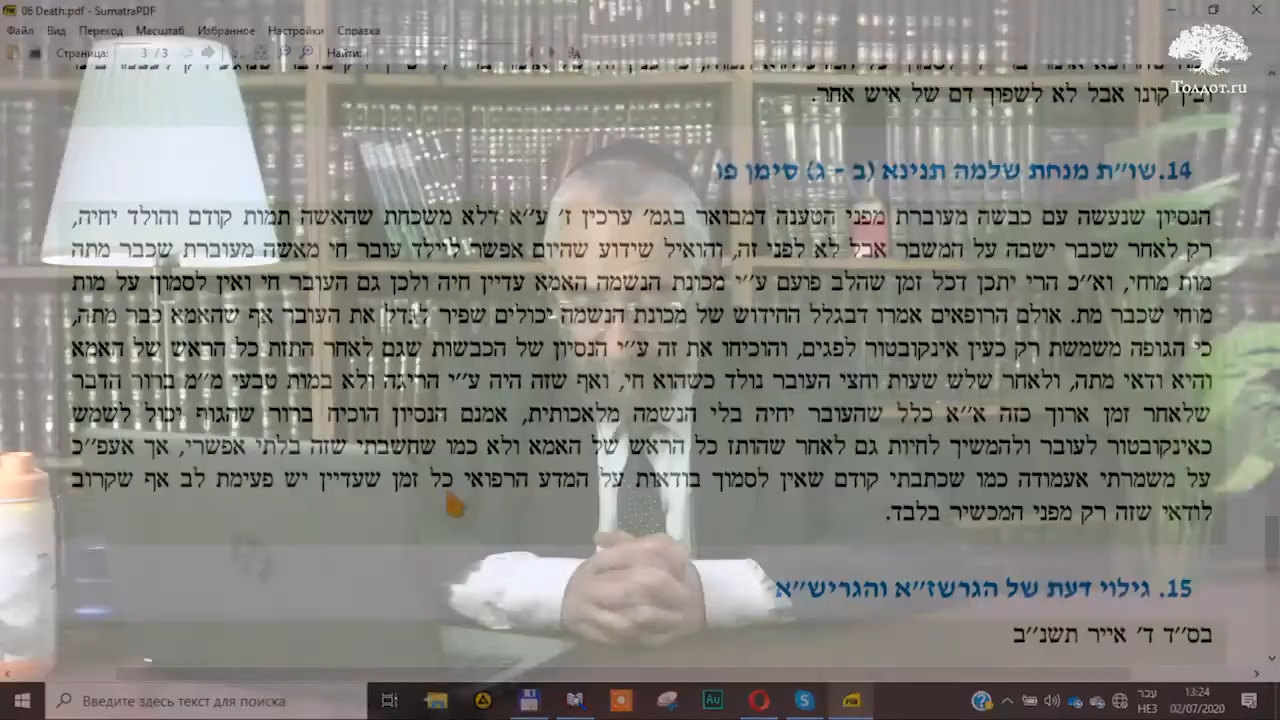 06 Death.pdf - SumatraPDF
Файл Вид Переход Масштаб Избранное Настройки Справка
Страница: 3 / 3 Найти:
Толдот.ru
ובין קונו אבל לא לשפוך דם של איש אחר.
14.שו״ת מנחת שלמה תנינא (ב - ג) סימן פו
הנסיון שנעשה עם כבשה מעוברת מפני הטענה דמבואר בגמ׳ ערכין ז׳ ע״א דלא משכחת שהאשה תמות קודם והולד יחיה,
רק לאחר שכבר ישבה על המשבר אבל לא לפני זה, והואיל שידוע שהיום אפשר ליילד עובר חי מאשה מעוברת שכבר מתה
מות מוחי, וא״כ הרי יתכן דכל זמן שהלב פועם ע״י מכונת הנשמה האמא עדיין חיה ולכן גם העובר חי ואין לסמוך על מות
מוחי שכבר מת. אולם הרופאים אמרו דבגלל החידוש של מכונת הנשמה יכולים שפיר לגדל את העובר אף שהאמא כבר מתה,
כי הגופה משמשת רק כעין אינקובטור לפגים, והוכיחו את זה ע״י הנסיון של הכבשות שגם לאחר התזת כל הראש של האמא
והיא ודאי מתה, ולאחר שלש שעות וחצי העובר נולד כשהוא חי, ואף שזה היה ע״י הריגה ולא במות טבעי מ״מ ברור הדבר
שלאחר זמן ארוך כזה א״א כלל שהעובר יחיה בלי הנשמה מלאכותית, אמנם הנסיון הוכיח ברור שהגוף יכול לשמש
כאינקובטור לעובר ולהמשיך לחיות גם לאחר שהותז כל הראש של האמא ולא כמו שחשבתי שזה בלתי אפשרי, אך אעפ״כ
על משמרתי אעמודה כמו שכתבתי קודם שאין לסמוך בודאות על המדע הרפואי כל זמן שעדיין יש פעימת לב אף שקרוב
לודאי שזה רק מפני המכשיר בלבד.
15. גילוי דעת של הגרשז״א והגריש״א
בס״ד ד׳ אייר תשנ״ב
Введите здесь текст для поиска
עבר
НЕЗ
13:24
02/07/2020